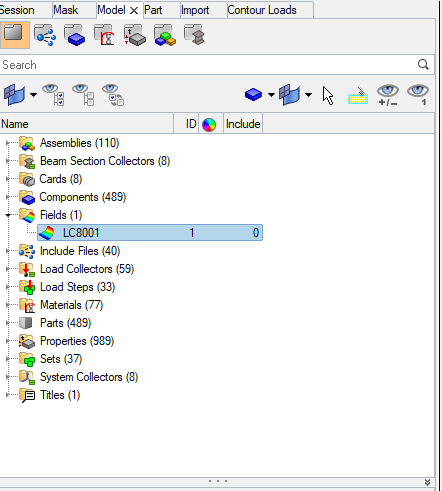 Session Mask Model × Part Import Contour Loads
Search
+/- 1
Name ID Include
Assemblies (110)
Beam Section Collectors (8)
Cards (8)
Components (489)
Fields (1)
LC8001 1 0
Include Files (40)
Load Collectors (59)
Load Steps (33)
Materials (77)
Parts (489)
Properties (989)
Sets (37)
System Collectors (8)
Titles (1)